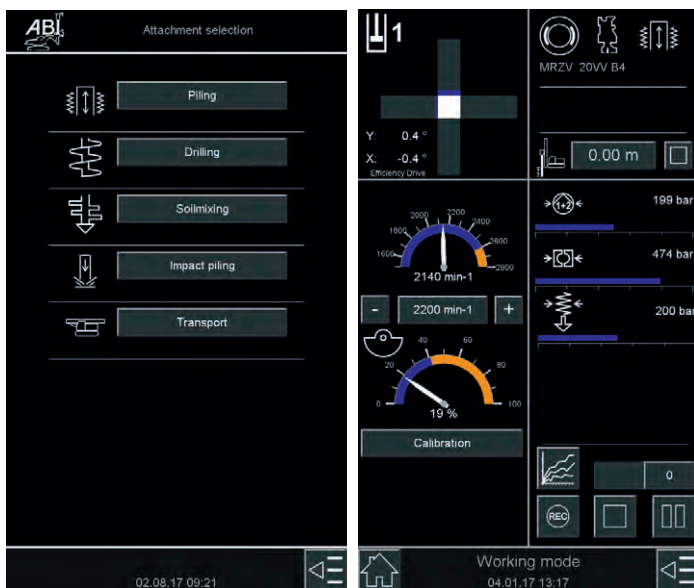 ABI
Attachment selection
Piling
Drilling
Soilmixing
Impact piling
Transport
02.08.17 09:21
1
Y: 0.4 °
X: -0.4 °
Efficiency Drive
MRZV 20VV B4
0.00 m
1600
1800
2000
2200
2400
2600
2800
2140 min-1
- 2200 min-1 +
0
20
40
60
80
100
19 %
Calibration
1+2
199 bar
474 bar
200 bar
0
REC
Working mode
04.01.17 13:17